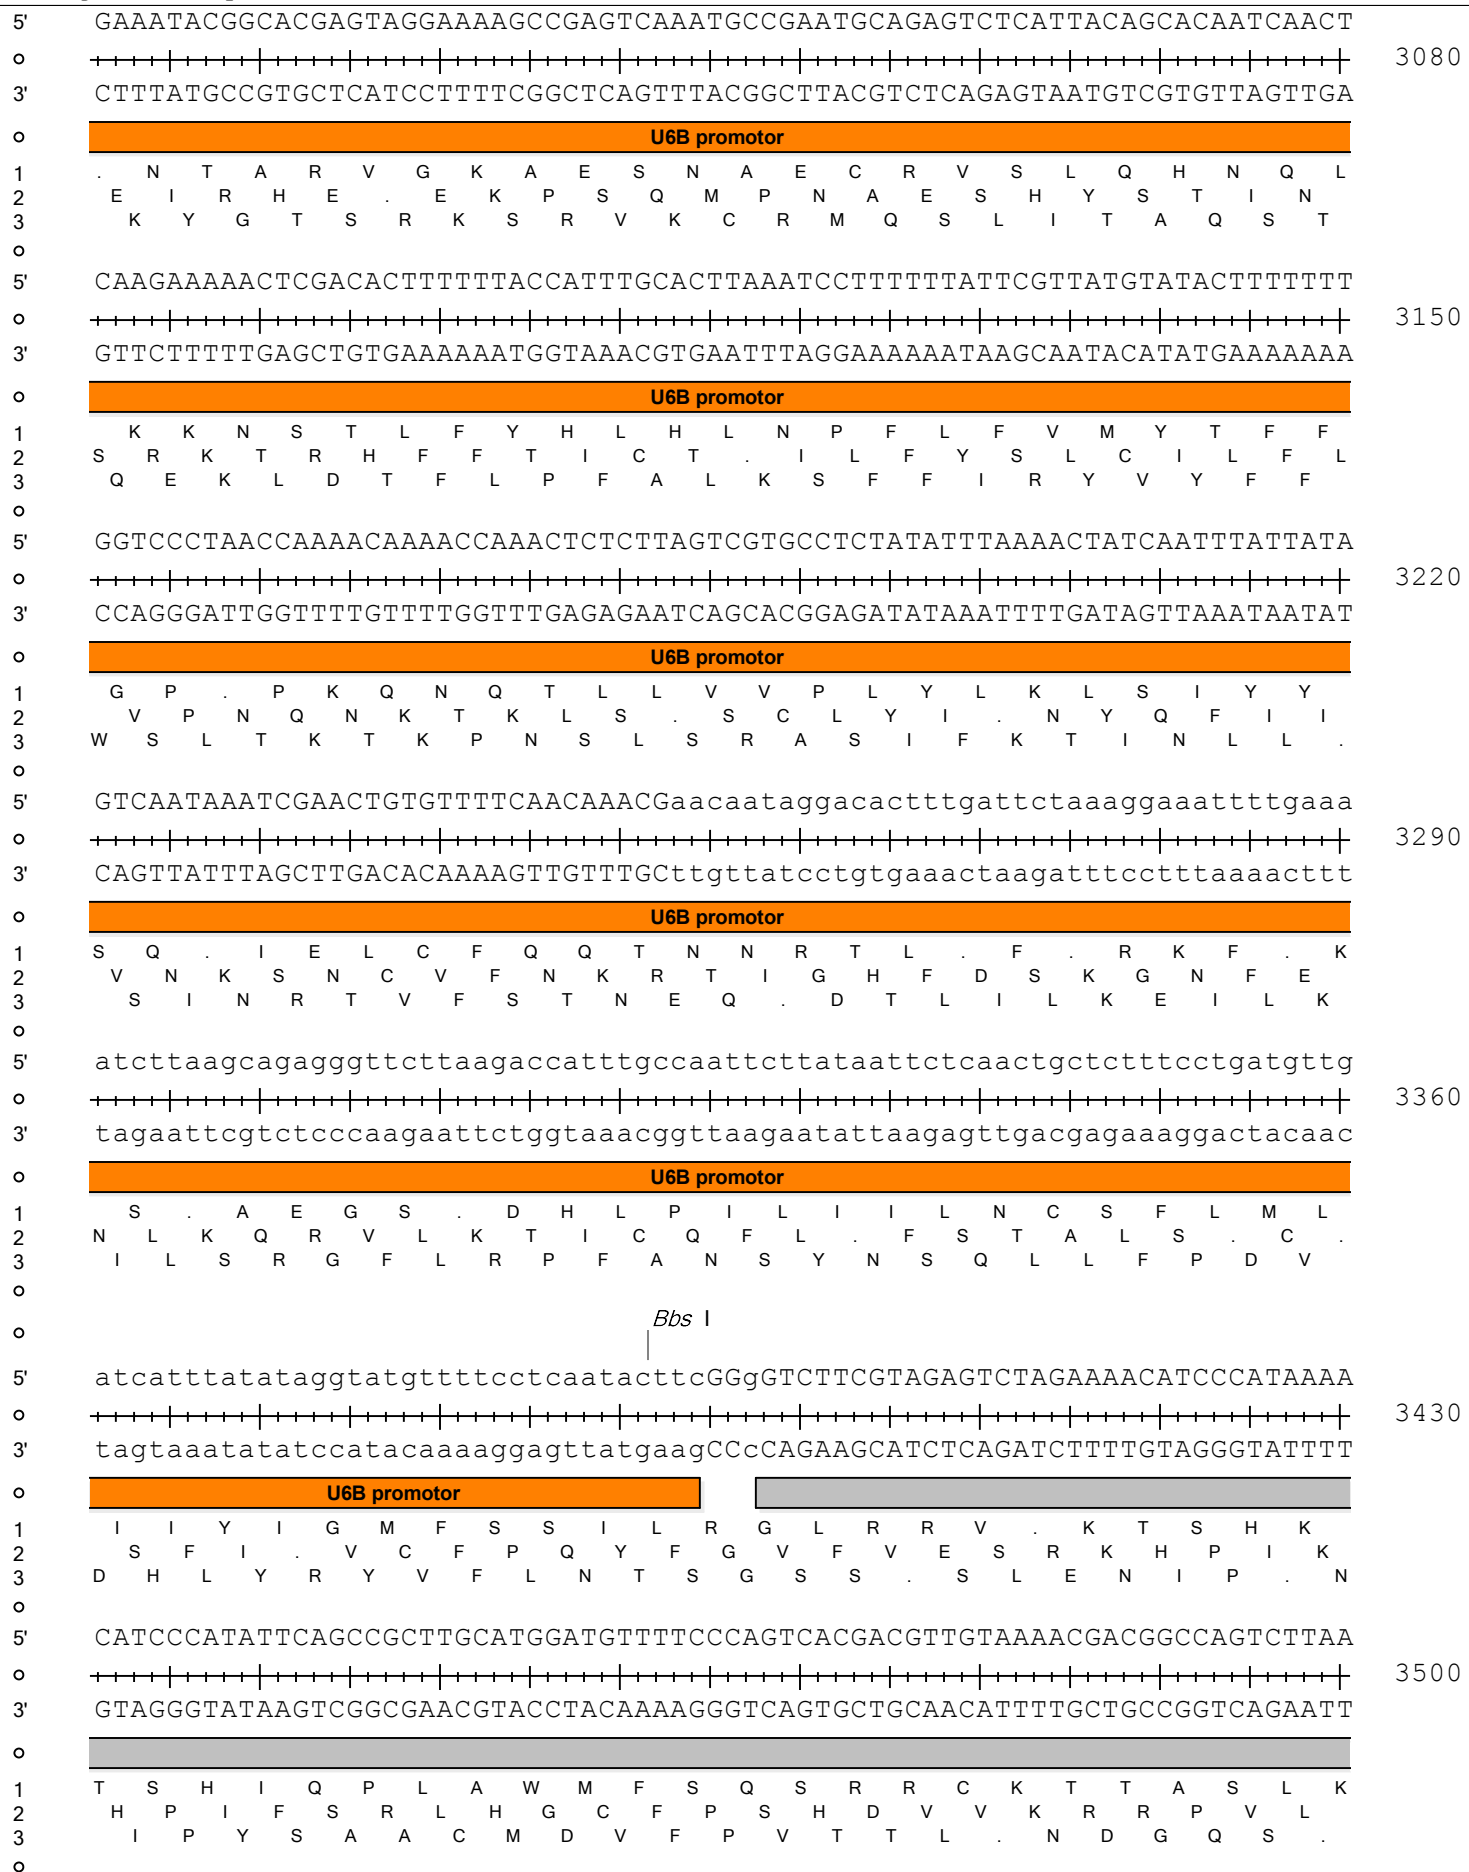 5' GAAATACGGCACGAGTAGGAAAAGCCGAGTCAAATGCCGAATGCAGAGTCTCATTACAGCACAATCAACT
3080
3' CTTTATGCCGTGCTCATCCTTTTCGGCTCAGTTTACGGCTTACGTCTCAGAGTAATGTCGTGTTAGTTGA
U6B promotor
1 . N T A R V G K A E S N A E C R V S L Q H N Q L
2 E I R H E . E K P S Q M P N A E S H Y S T I N
3 K Y G T S R K S R V K C R M Q S L I T A Q S T
5' CAAGAAAAACTCGACACTTTTTTACCATTTGCACTTAAATCCTTTTTTATTCGTTATGTATACTTTTTTT
3150
3' GTTCTTTTTGAGCTGTGAAAAAATGGTAAACGTGAATTTAGGAAAAAATAAGCAATACATATGAAAAAAA
U6B promotor
1 K K N S T L F Y H L H L N P F L F V M Y T F F
2 S R K T R H F F T I C T . I L F Y S L C I L F L
3 Q E K L D T F L P F A L K S F F I R Y V Y F F
5' GGTCCCTAACCAAAACAAAACCAAACTCTCTTAGTCGTGCCTCTATATTTAAAACTATCAATTTATTATA
3220
3' CCAGGGATTGGTTTTGTTTTGGTTTGAGAGAATCAGCACGGAGATATAAATTTTGATAGTTAAATAATAT
U6B promotor
1 G P . P K Q N Q T L L V V P L Y L K L S I Y Y
2 V P N Q N K T K L S . S C L Y I . N Y Q F I I
3 W S L T K T K P N S L S R A S I F K T I N L L .
5' GTCAATAAATCGAACTGTGTTTTCAACAAACGaacaataggacactttgattctaaaggaaattttgaaa
3290
3' CAGTTATTTAGCTTGACACAAAAGTTGTTTGCttgttatcctgtgaaactaagatttcctttaaaacttt
U6B promotor
1 S Q . I E L C F Q Q T N N R T L . F . R K F . K
2 V N K S N C V F N K R T I G H F D S K G N F E
3 S I N R T V F S T N E Q . D T L I L K E I L K
5' atcttaagcagagggttcttaagaccatttgccaattcttataattctcaactgctctttcctgatgttg
3360
3' tagaattcgtctcccaagaattctggtaaacggttaagaatattaagagttgacgagaaaggactacaac
U6B promotor
1 S . A E G S . D H L P I L I I L N C S F L M L
2 N L K Q R V L K T I C Q F L . F S T A L S . C .
3 I L S R G F L R P F A N S Y N S Q L L F P D V
Bbs I
5' atcatttatataggtatgttttcctcaatacttcGGgGTCTTCGTAGAGTCTAGAAAACATCCCATAAAA
3430
3' tagtaaatatatccatacaaaaggagttatgaagCCcCAGAAGCATCTCAGATCTTTTGTAGGGTATTTT
U6B promotor
1 I I Y I G M F S S I L R G L R R V . K T S H K
2 S F I . V C F P Q Y F G V F V E S R K H P I K
3 D H L Y R Y V F L N T S G S S . S L E N I P . N
5' CATCCCATATTCAGCCGCTTGCATGGATGTTTTCCCAGTCACGACGTTGTAAAACGACGGCCAGTCTTAA
3500
3' GTAGGGTATAAGTCGGCGAACGTACCTACAAAAGGGTCAGTGCTGCAACATTTTGCTGCCGGTCAGAATT
1 T S H I Q P L A W M F S Q S R R C K T T A S L K
2 H P I F S R L H G C F P S H D V V K R R P V L
3 I P Y S A A C M D V F P V T T L . N D G Q S .